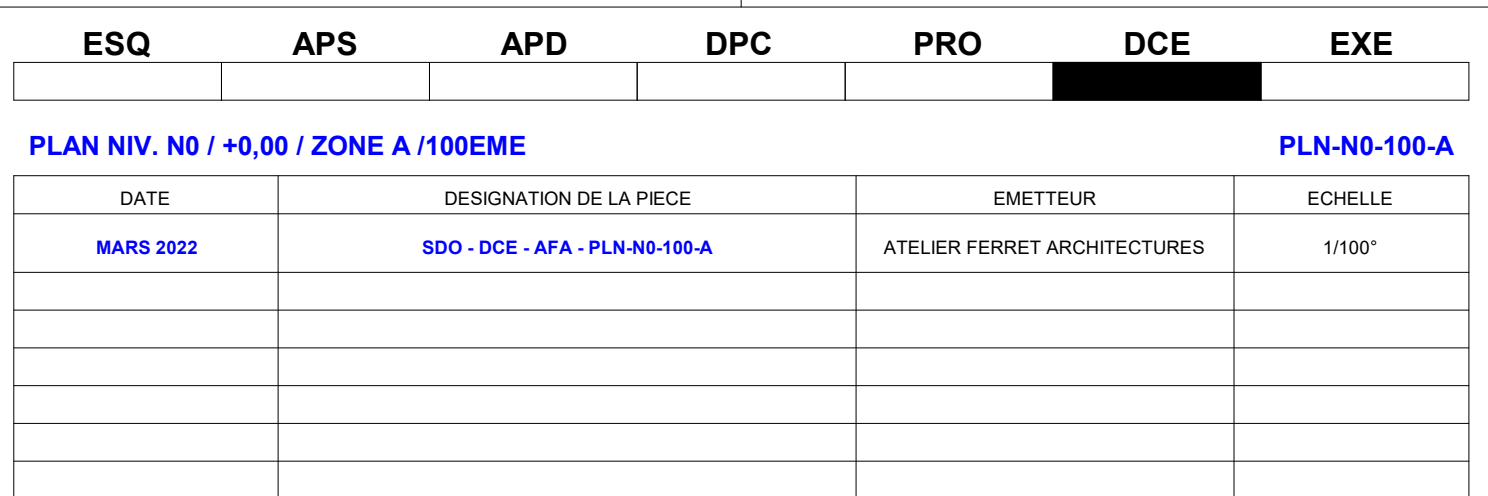 ESQ APS APD DPC PRO DCE EXE
PLAN NIV. N0 / +0,00 / ZONE A /100EME PLN-N0-100-A
DATE DESIGNATION DE LA PIECE EMETTEUR ECHELLE
MARS 2022 SDO - DCE - AFA - PLN-N0-100-A ATELIER FERRET ARCHITECTURES 1/100°